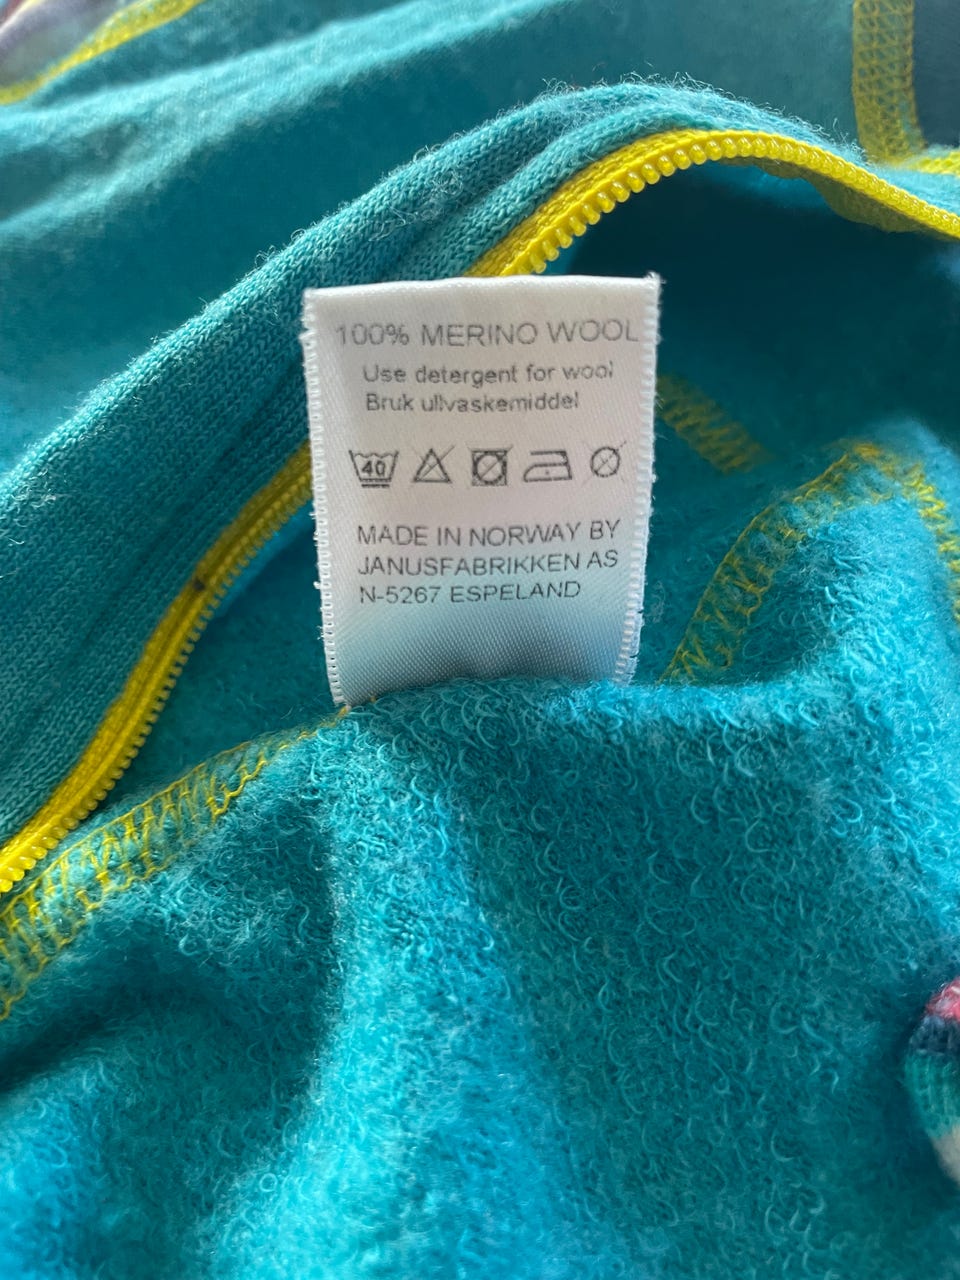 100% MERINO WOOL
Use detergent for wool
Bruk ullvaskemiddel
40
MADE IN NORWAY BY
JANUSFABRIKKEN AS
N-5267 ESPELAND